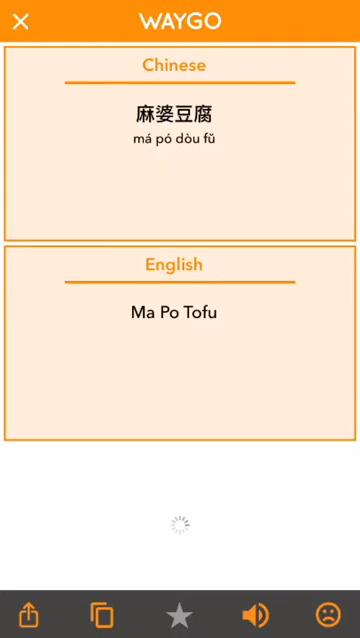 WAYGO
Chinese
麻婆豆腐
má pó dòu fǔ
English
Ma Po Tofu